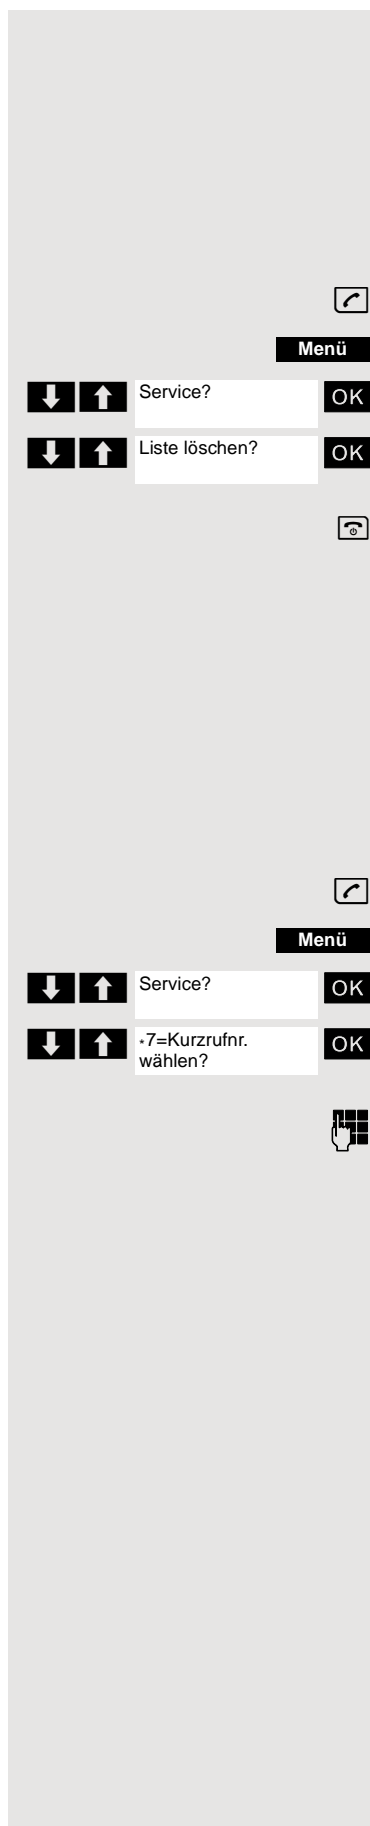 Menü
Service? OK
Liste löschen? OK
Menü
Service? OK
*7=Kurzrufnr. OK
wählen?